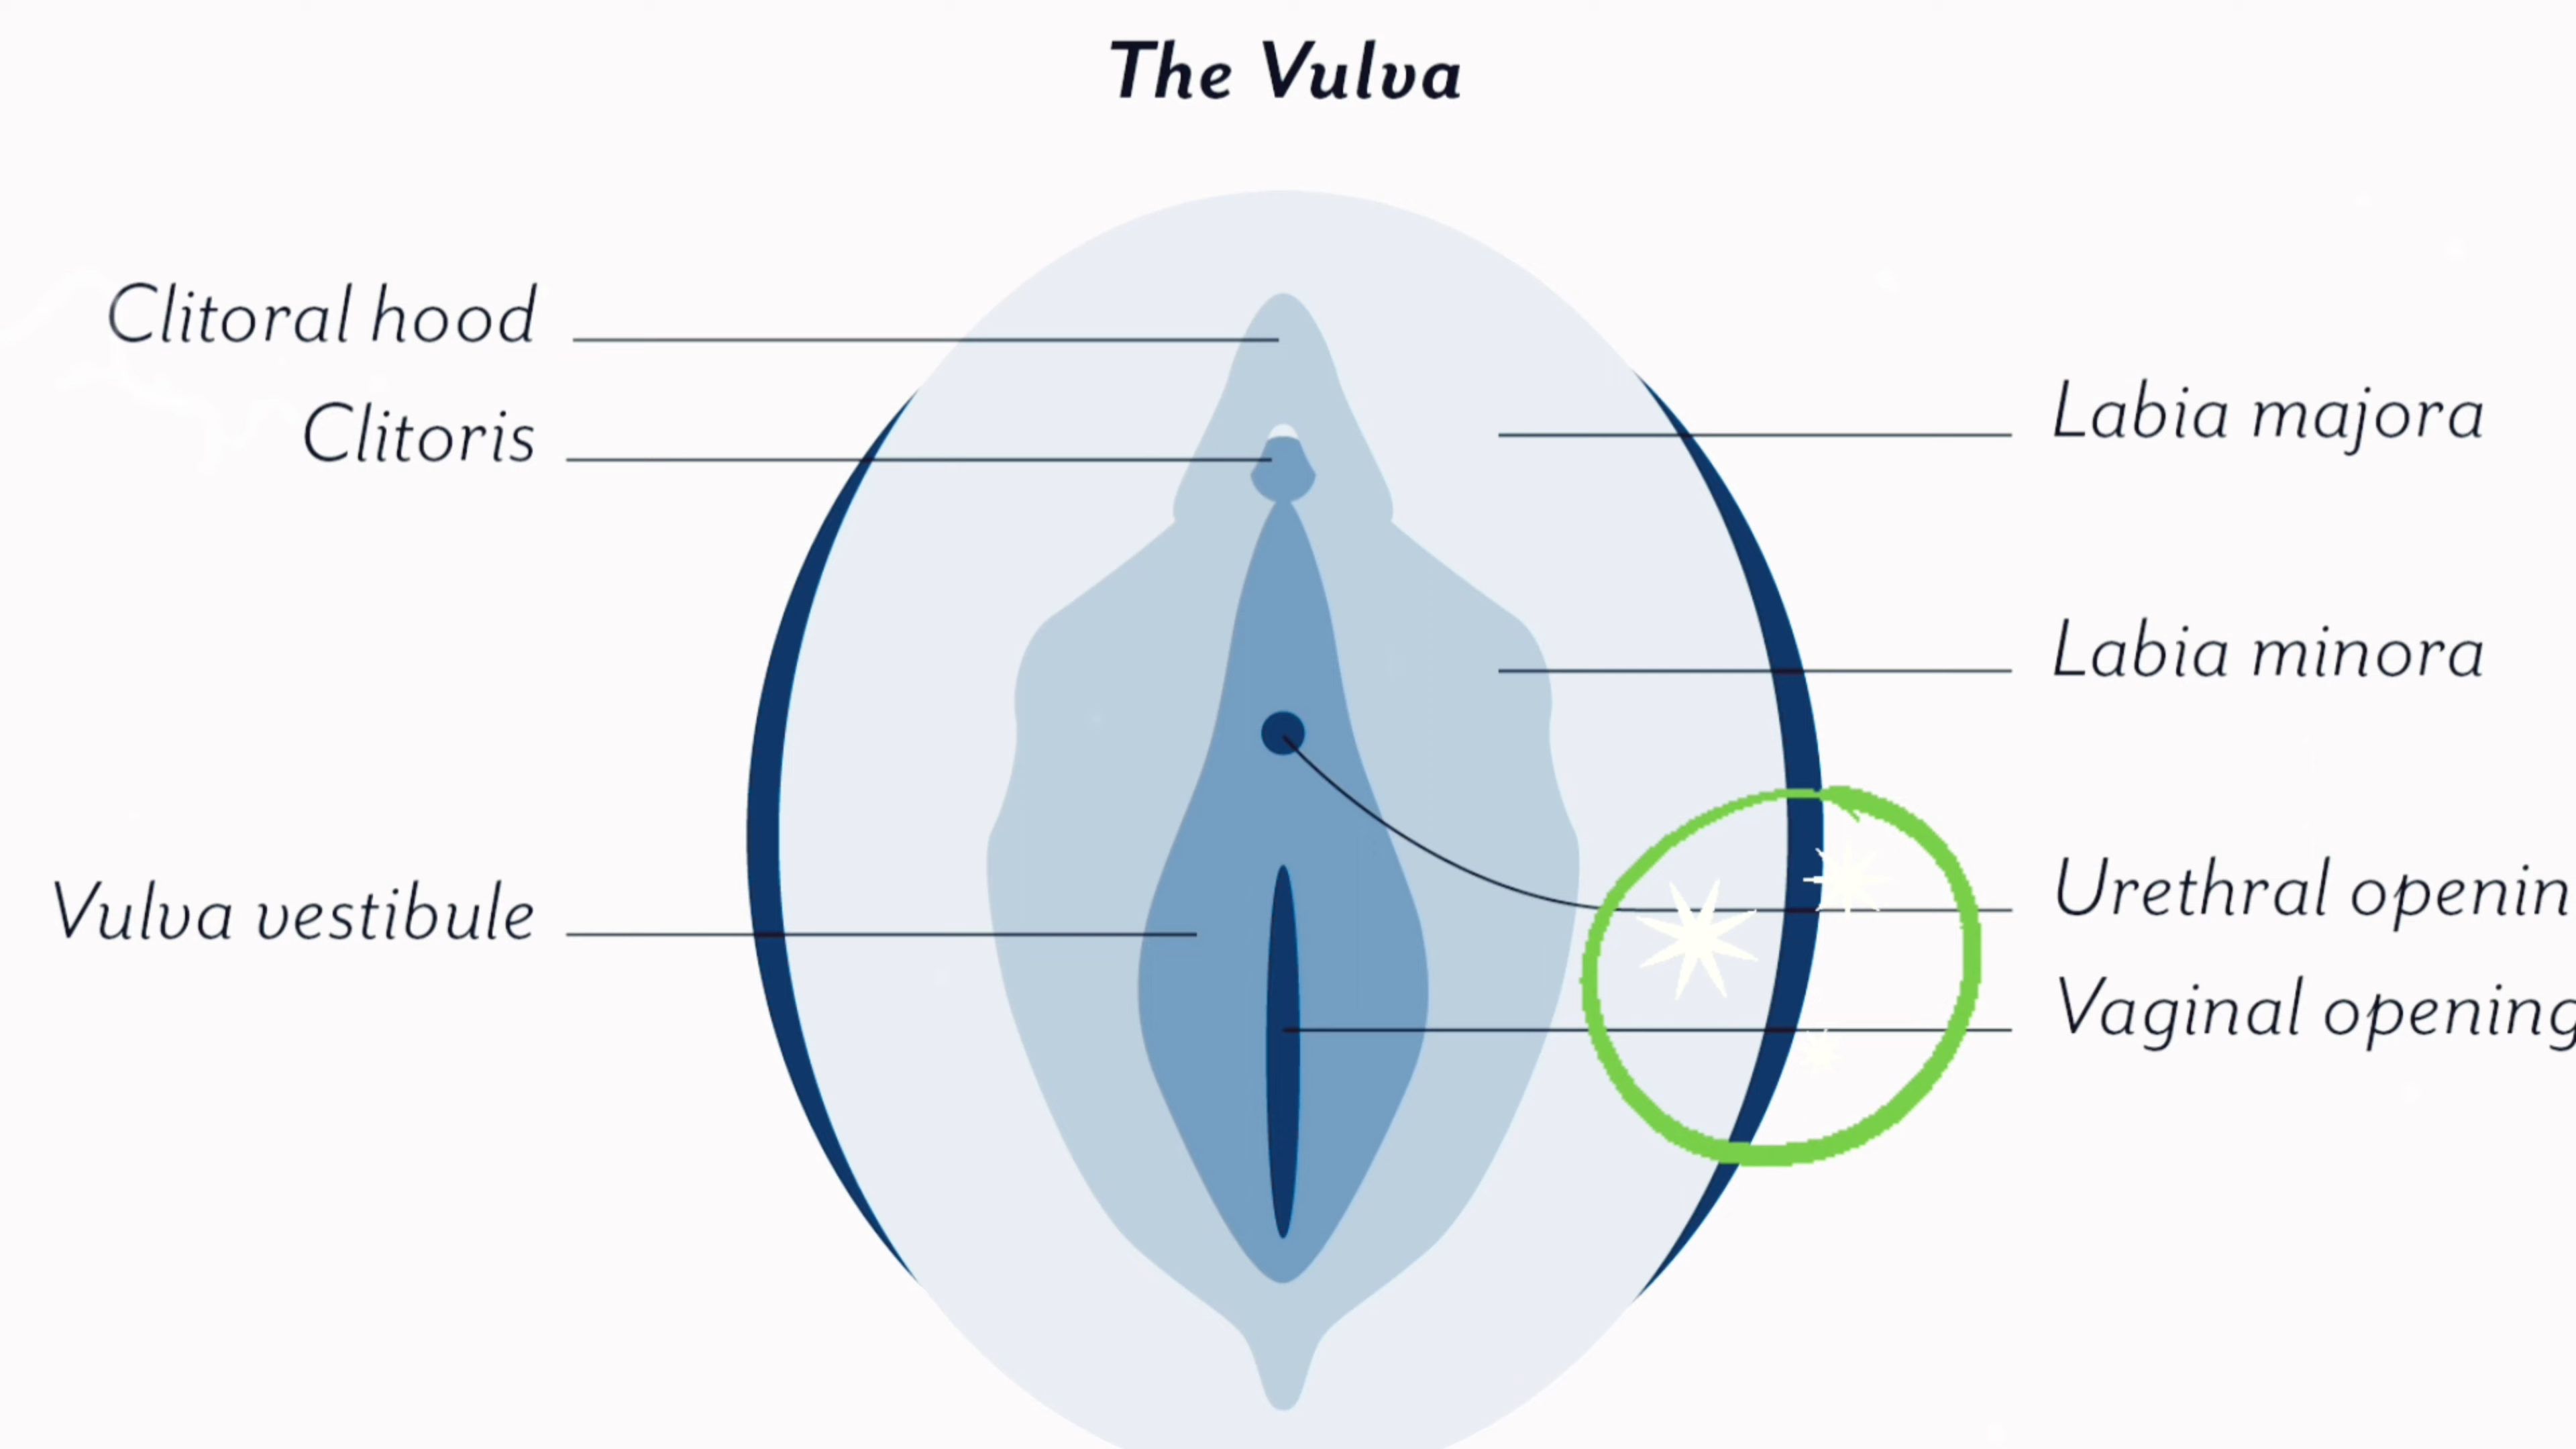 The Vulva
Clitoral hood
Clitoris
Vulva vestibule
Labia majora
Labia minora
Urethral openin
Vaginal opening